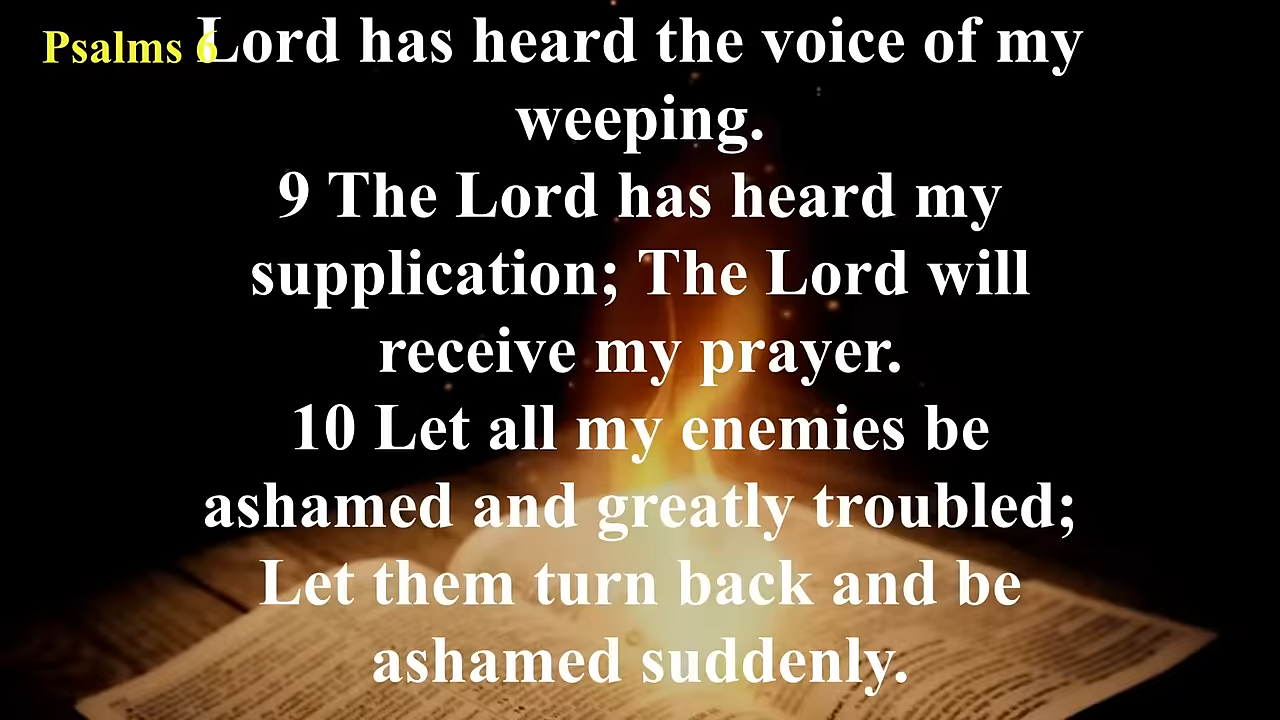 Psalms 6
Lord has heard the voice of my
weeping.
9 The Lord has heard my
supplication; The Lord will
receive my prayer.
10 Let all my enemies be
ashamed and greatly troubled;
Let them turn back and be
ashamed suddenly.